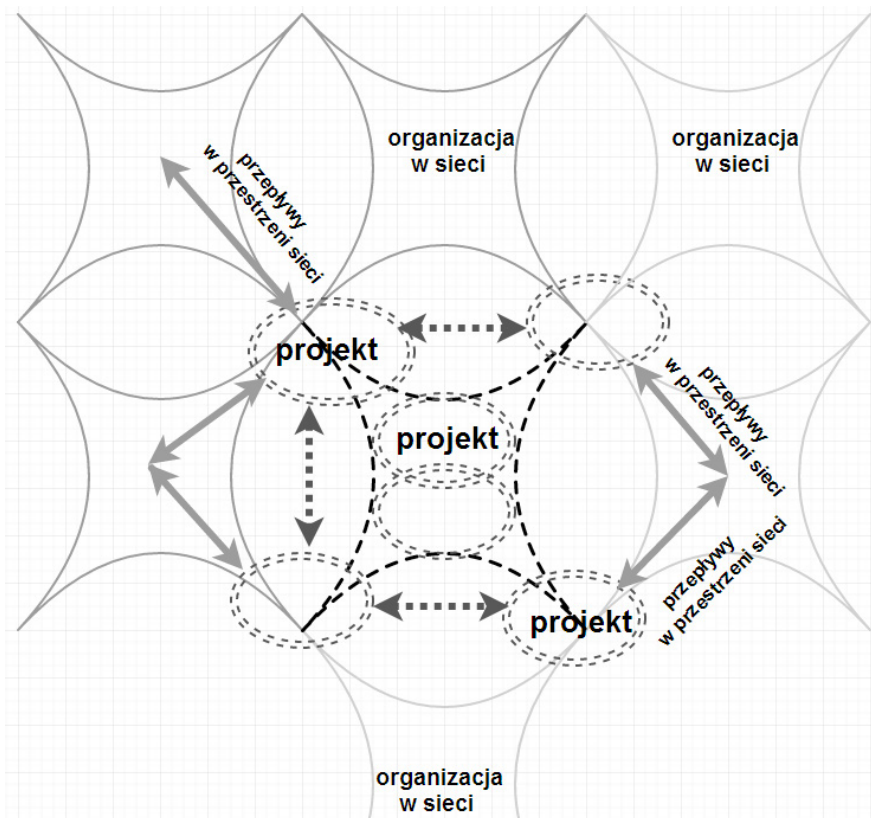 organizacja
w sieci
organizacja
w sieci
przepływy
w przestrzeni sieci
projekt
projekt
przepływy
w przestrzeni sieci
przepływy
w przestrzeni sieci
projekt
organizacja
w sieci